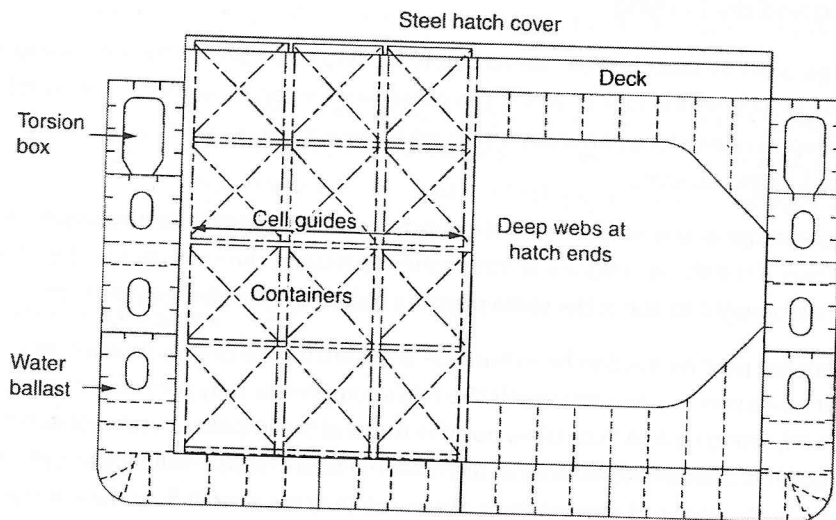 Steel hatch cover
Deck
Torsion
box
Cell guides
Deep webs at
hatch ends
Containers
Water
ballast